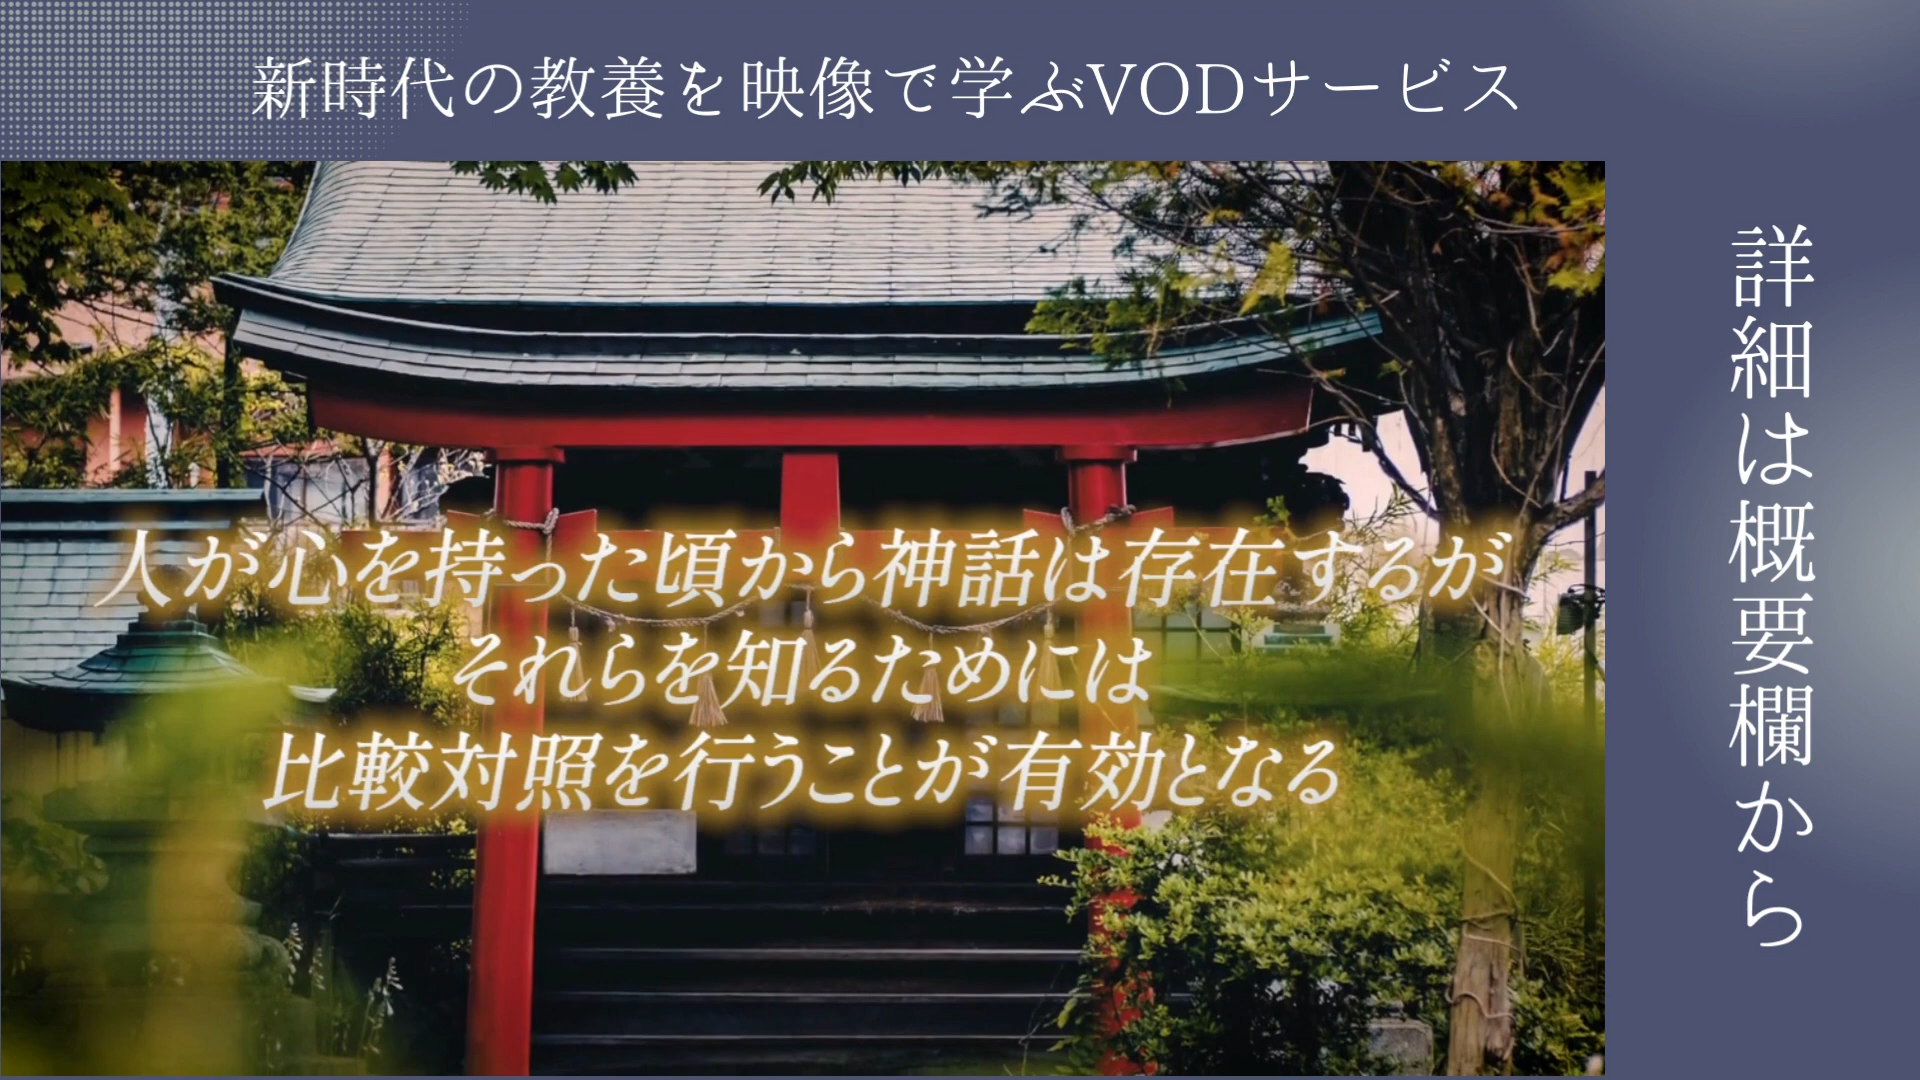 新時代の教養を映像で学ぶVODサービス
人が心を持った頃から神話は存在するが
それらを知るためには
比較対照を行うことが有効となる
詳細は概要欄から